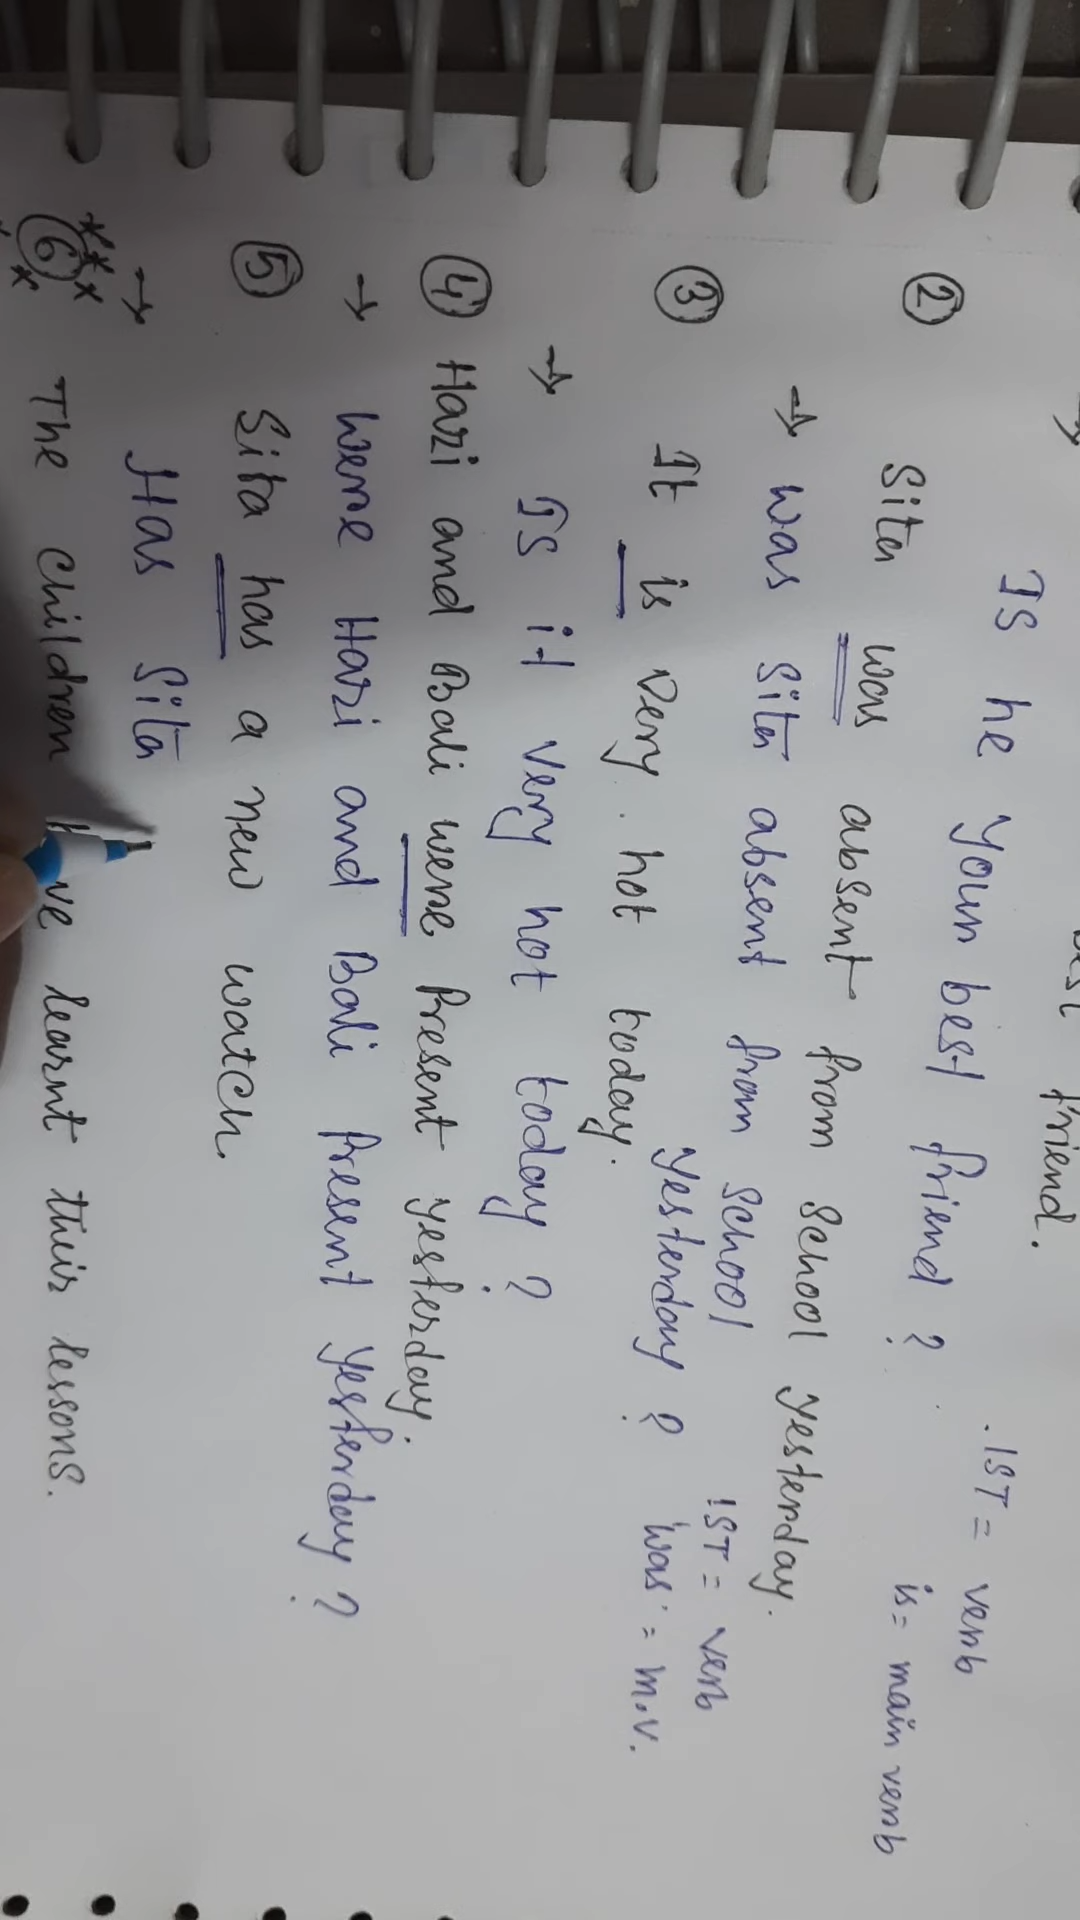 best friend.
Is he your best friend ?
. 1st = verb
is = main verb
② Sita was absent from school yesterday.
→ Was Sita absent from school
yesterday ?
1st = verb
was = m.v.
③ It is very hot today.
→ Is it very hot today ?
④ Hari and Bali were present yesterday.
→ Were Hari and Bali present yesterday ?
⑤ Sita has a new watch.
→ Has Sita
⑥ The children learnt their lessons.